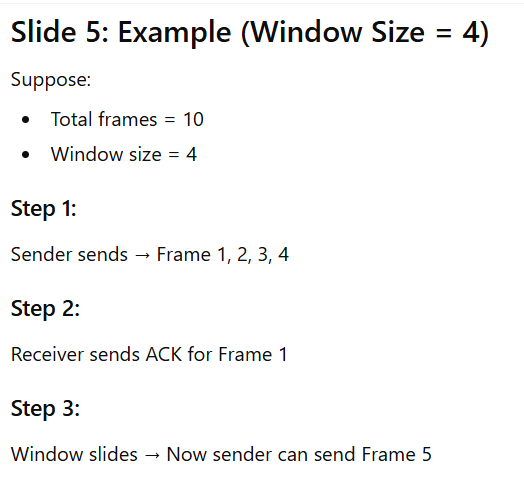 Slide 5: Example (Window Size = 4)
Suppose:
• Total frames = 10
• Window size = 4
Step 1:
Sender sends → Frame 1, 2, 3, 4
Step 2:
Receiver sends ACK for Frame 1
Step 3:
Window slides → Now sender can send Frame 5